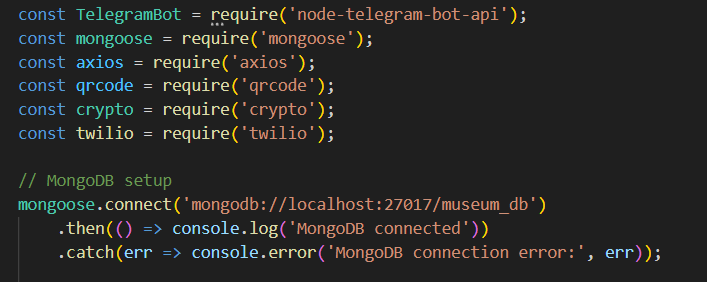 const TelegramBot = require('node-telegram-bot-api');
const mongoose = require('mongoose');
const axios = require('axios');
const qrcode = require('qrcode');
const crypto = require('crypto');
const twilio = require('twilio');
// MongoDB setup
mongoose.connect('mongodb://localhost:27017/museum_db')
.then(() => console.log('MongoDB connected'))
.catch(err => console.error('MongoDB connection error:', err));